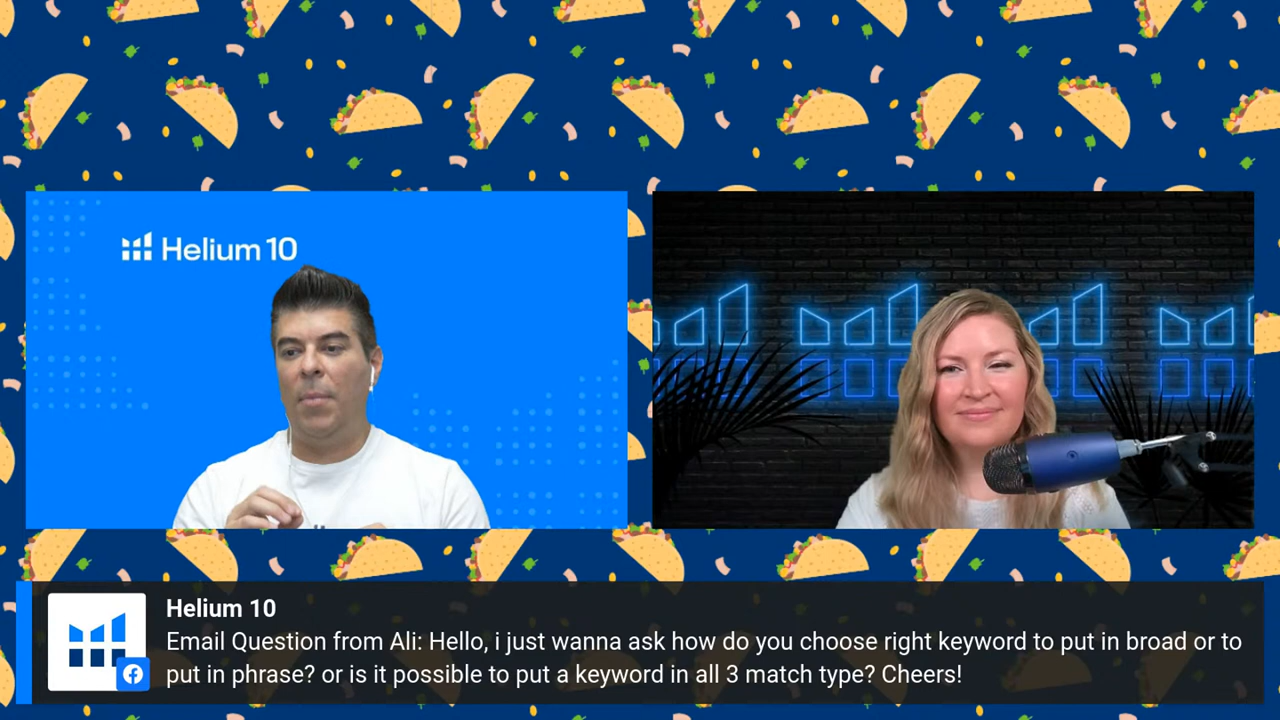 Helium 10
Helium 10
Email Question from Ali: Hello, i just wanna ask how do you choose right keyword to put in broad or to
put in phrase? or is it possible to put a keyword in all 3 match type? Cheers!